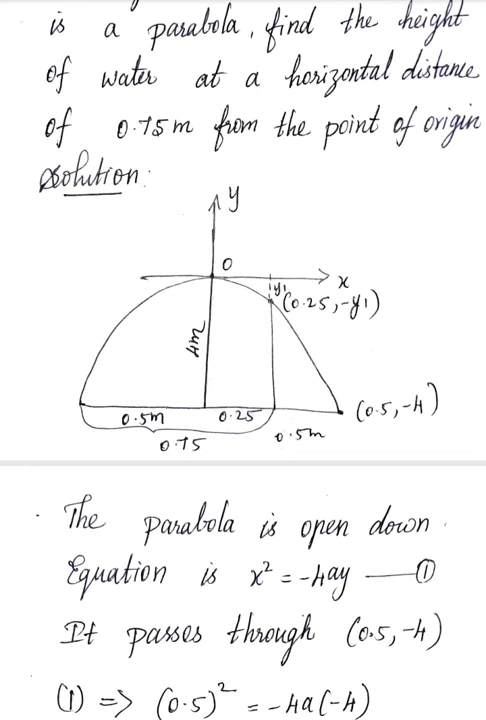 is a parabola, find the height
of water at a horizontal distance
of 0.75m from the point of origin
Solution:
y
O
x
y1
(0.25, -y1)
4m
0.5m
0.25
(0.5, -4)
0.75
0.5m
The parabola is open down.
Equation is x² = -4ay —①
It passes through (0.5, -4)
(1) => (0.5)² = -4a(-4)